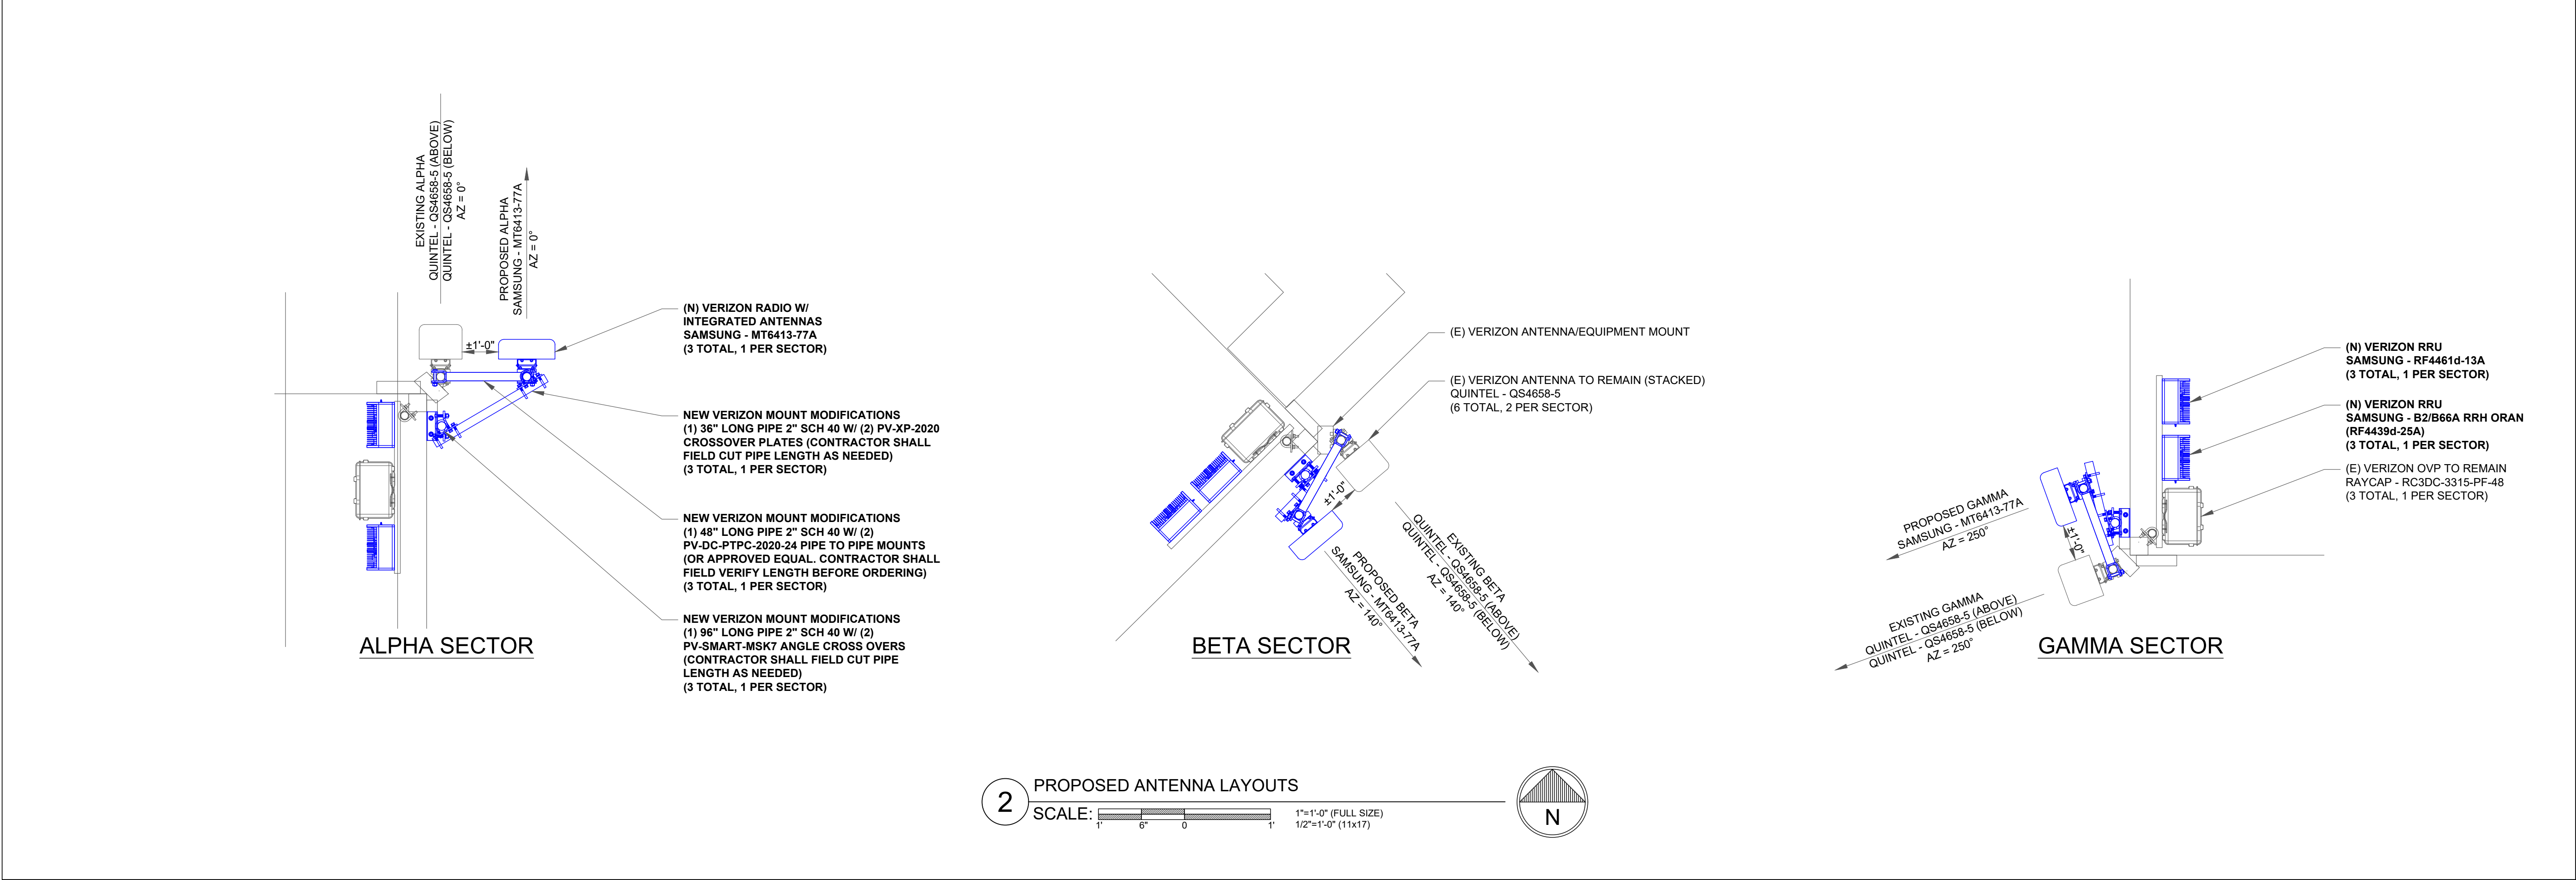 EXISTING ALPHA
QUINTEL - QS4658-5 (ABOVE)
QUINTEL - QS4658-5 (BELOW)
AZ = 0°
PROPOSED ALPHA
SAMSUNG - MT6413-77A
AZ = 0°
±1'-0"
(N) VERIZON RADIO W/
INTEGRATED ANTENNAS
SAMSUNG - MT6413-77A
(3 TOTAL, 1 PER SECTOR)
NEW VERIZON MOUNT MODIFICATIONS
(1) 36" LONG PIPE 2" SCH 40 W/ (2) PV-XP-2020
CROSSOVER PLATES (CONTRACTOR SHALL
FIELD CUT PIPE LENGTH AS NEEDED)
(3 TOTAL, 1 PER SECTOR)
NEW VERIZON MOUNT MODIFICATIONS
(1) 48" LONG PIPE 2" SCH 40 W/ (2)
PV-DC-PTPC-2020-24 PIPE TO PIPE MOUNTS
(OR APPROVED EQUAL. CONTRACTOR SHALL
FIELD VERIFY LENGTH BEFORE ORDERING)
(3 TOTAL, 1 PER SECTOR)
NEW VERIZON MOUNT MODIFICATIONS
(1) 96" LONG PIPE 2" SCH 40 W/ (2)
PV-SMART-MSK7 ANGLE CROSS OVERS
(CONTRACTOR SHALL FIELD CUT PIPE
LENGTH AS NEEDED)
(3 TOTAL, 1 PER SECTOR)
ALPHA SECTOR
(E) VERIZON ANTENNA/EQUIPMENT MOUNT
(E) VERIZON ANTENNA TO REMAIN (STACKED)
QUINTEL - QS4658-5
(6 TOTAL, 2 PER SECTOR)
±1'-0"
EXISTING BETA
QUINTEL - QS4658-5 (ABOVE)
QUINTEL - QS4658-5 (BELOW)
AZ = 140°
PROPOSED BETA
SAMSUNG - MT6413-77A
AZ = 140°
BETA SECTOR
(N) VERIZON RRU
SAMSUNG - RF4461d-13A
(3 TOTAL, 1 PER SECTOR)
(N) VERIZON RRU
SAMSUNG - B2/B66A RRH ORAN
(RF4439d-25A)
(3 TOTAL, 1 PER SECTOR)
(E) VERIZON OVP TO REMAIN
RAYCAP - RC3DC-3315-PF-48
(3 TOTAL, 1 PER SECTOR)
PROPOSED GAMMA
SAMSUNG - MT6413-77A
AZ = 250°
±1'-0"
EXISTING GAMMA
QUINTEL - QS4658-5 (ABOVE)
QUINTEL - QS4658-5 (BELOW)
AZ = 250°
GAMMA SECTOR
2
PROPOSED ANTENNA LAYOUTS
SCALE:
1' 6" 0 1'
1"=1'-0" (FULL SIZE)
1/2"=1'-0" (11x17)
N